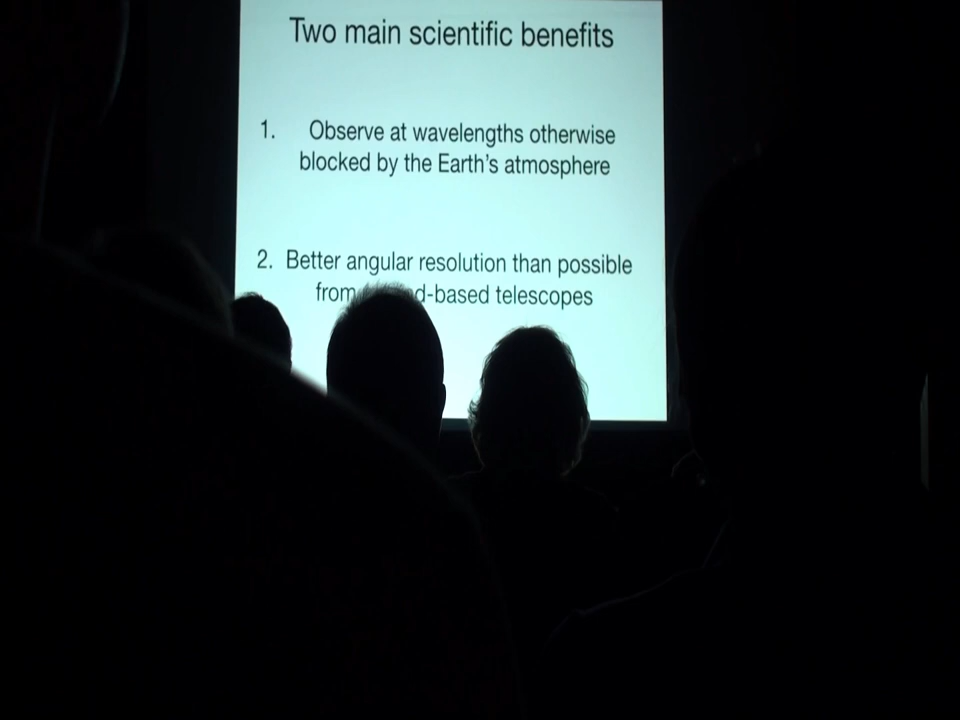 Two main scientific benefits
1. Observe at wavelengths otherwise
blocked by the Earth's atmosphere
2. Better angular resolution than possible
from d-based telescopes